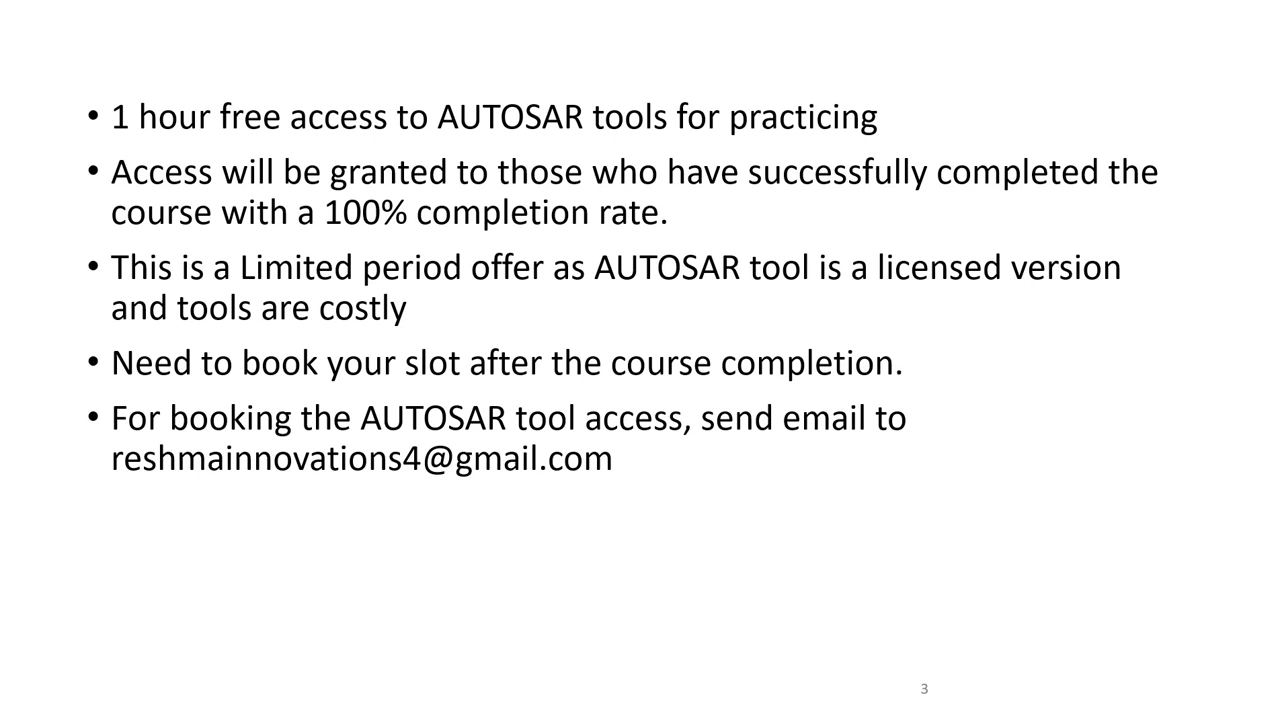 • 1 hour free access to AUTOSAR tools for practicing
• Access will be granted to those who have successfully completed the
course with a 100% completion rate.
• This is a Limited period offer as AUTOSAR tool is a licensed version
and tools are costly
• Need to book your slot after the course completion.
• For booking the AUTOSAR tool access, send email to
reshmainnovations4@gmail.com
3